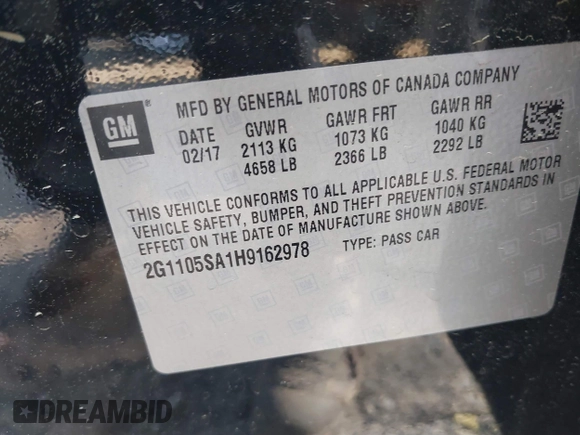 GM
MFD BY GENERAL MOTORS OF CANADA COMPANY
DATE GVWR GAWR FRT GAWR RR
02/17 2113 KG 1073 KG 1040 KG
4658 LB 2366 LB 2292 LB
THIS VEHICLE CONFORMS TO ALL APPLICABLE U.S. FEDERAL MOTOR
VEHICLE SAFETY, BUMPER, AND THEFT PREVENTION STANDARDS IN
EFFECT ON THE DATE OF MANUFACTURE SHOWN ABOVE.
2G1105SA1H9162978 TYPE: PASS CAR
DREAMBID